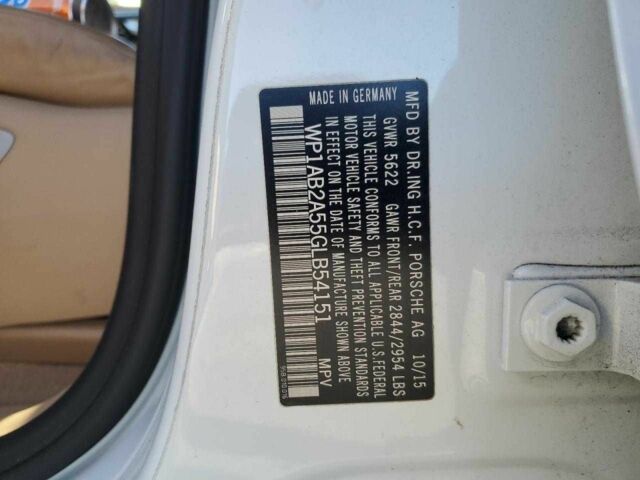 MFD BY DR.ING H.C.F. PORSCHE AG 10/15
GVWR 5622 GAWR FRONT/REAR 2844/2954 LBS
THIS VEHICLE CONFORMS TO ALL APPLICABLE U.S.FEDERAL
MOTOR VEHICLE SAFETY AND THEFT PREVENTION STANDARDS
IN EFFECT ON THE DATE OF MANUFACTURE SHOWN ABOVE
WP1AB2A55GLB54151 MPV
MADE IN GERMANY